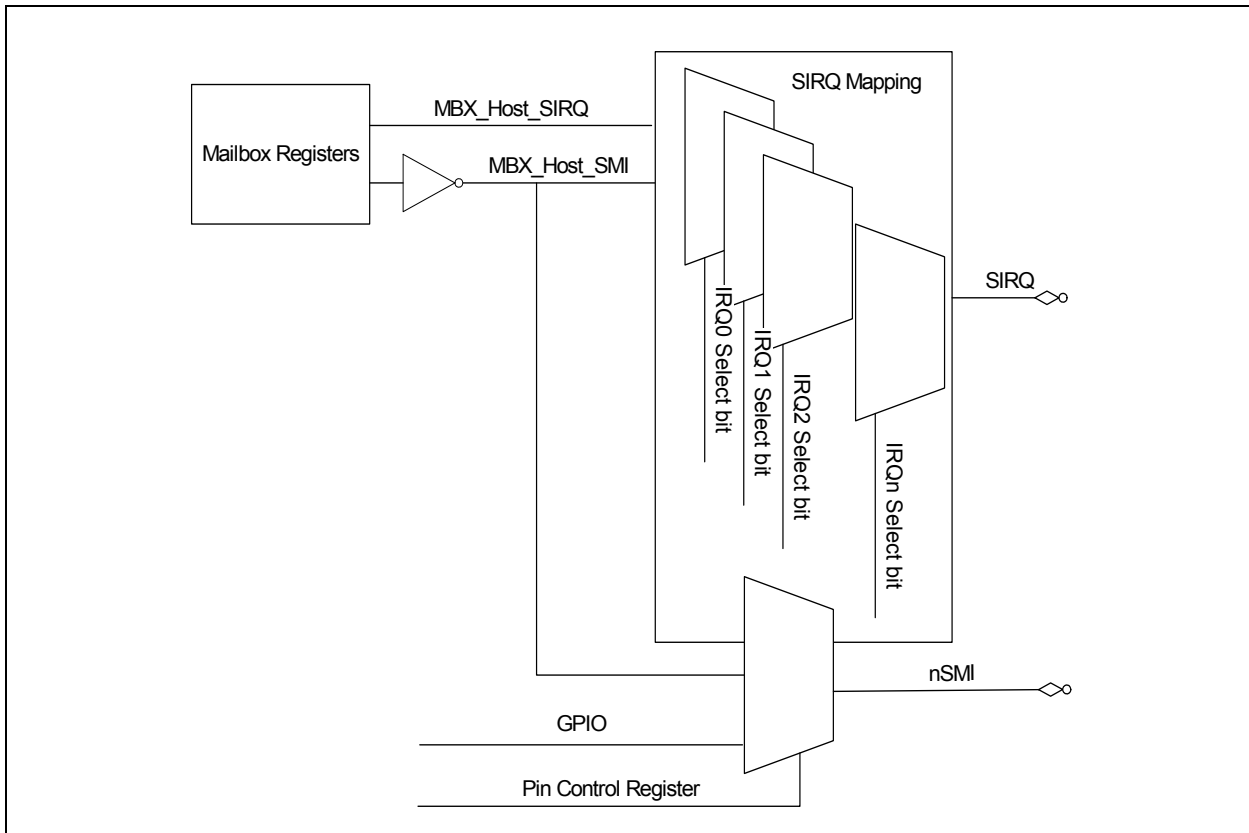 SIRQ Mapping
MBX_Host_SIRQ
Mailbox Registers
MBX_Host_SMI
SIRQ
IRQ0 Select bit
IRQ1 Select bit
IRQ2 Select bit
IRQn Select bit
nSMI
GPIO
Pin Control Register